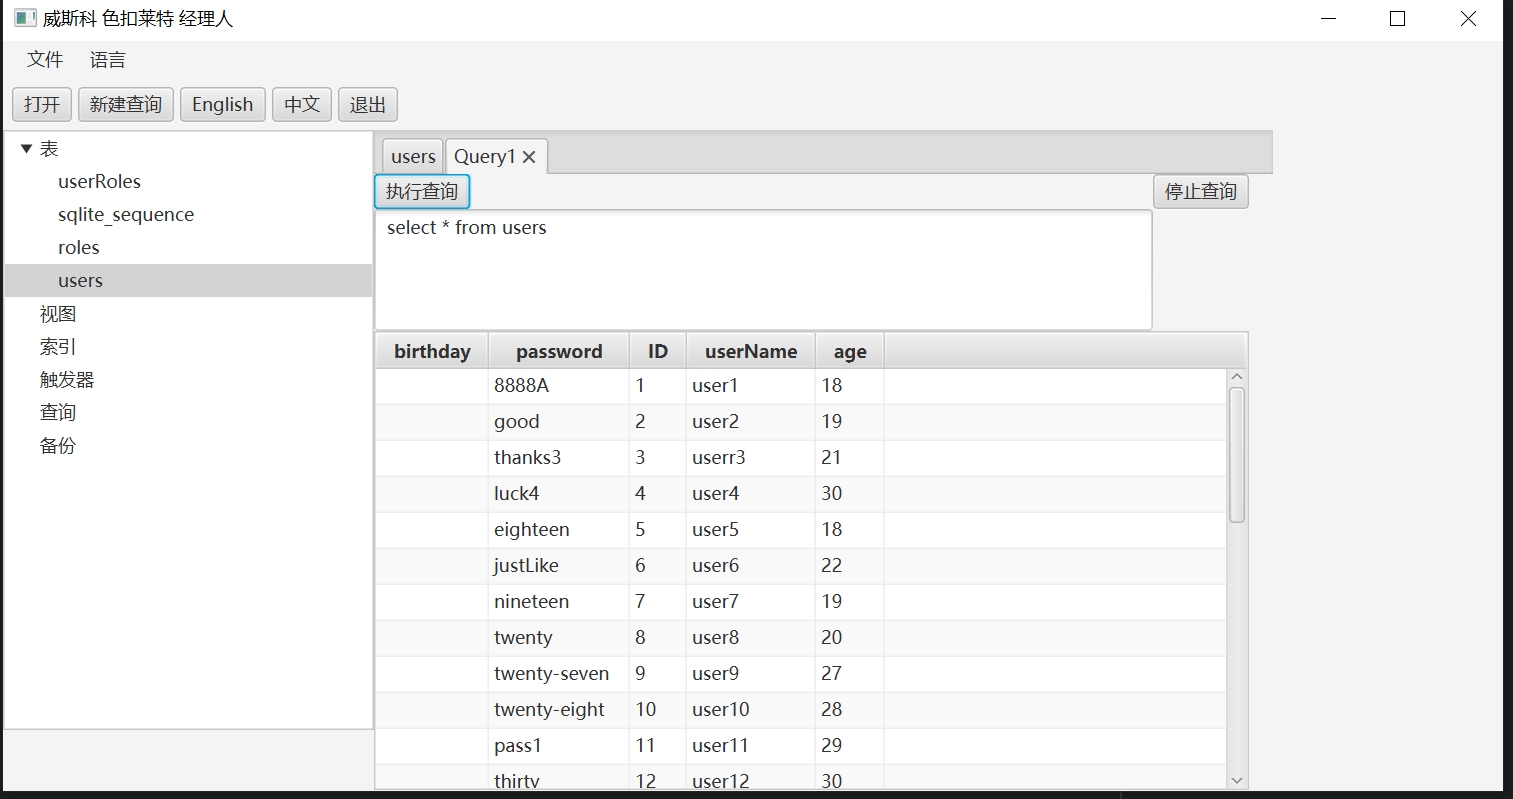 威斯科 色扣莱特 经理人
文件 语言
打开 新建查询 English 中文 退出
表
userRoles
sqlite_sequence
roles
users
视图
索引
触发器
查询
备份
users Query1
执行查询 停止查询
select * from users
birthday password ID userName age
8888A 1 user1 18
good 2 user2 19
thanks3 3 userr3 21
luck4 4 user4 30
eighteen 5 user5 18
justLike 6 user6 22
nineteen 7 user7 19
twenty 8 user8 20
twenty-seven 9 user9 27
twenty-eight 10 user10 28
pass1 11 user11 29
thirty 12 user12 30